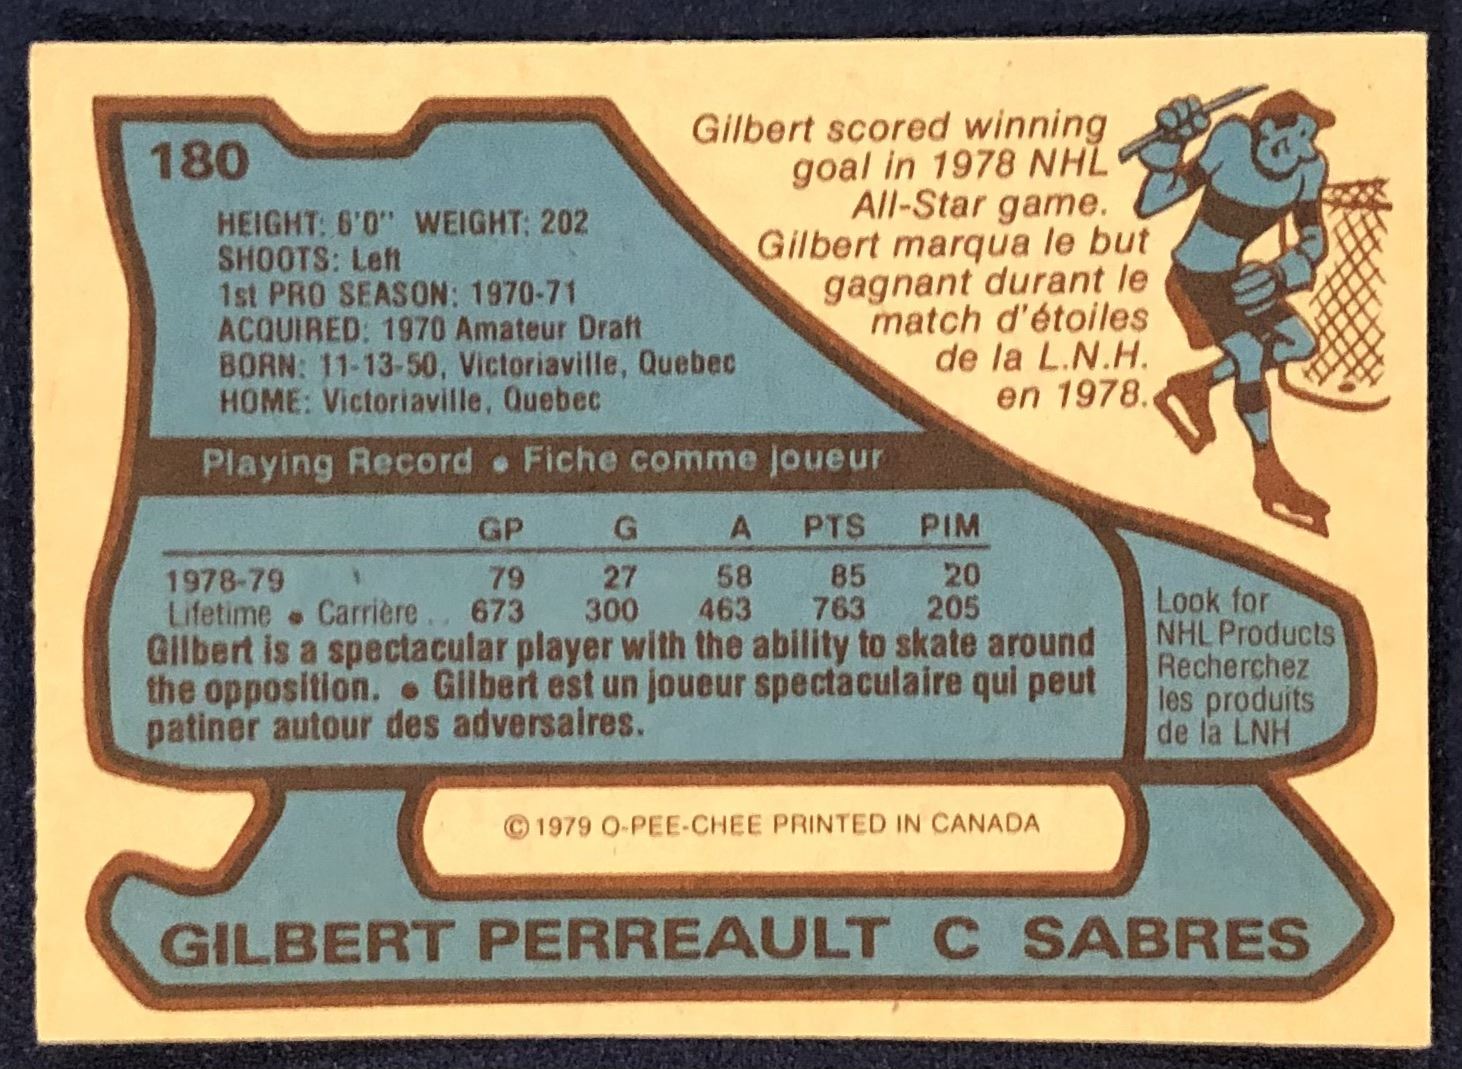 180
HEIGHT: 6'0" WEIGHT: 202
SHOOTS: Left
1st PRO SEASON: 1970-71
ACQUIRED: 1970 Amateur Draft
BORN: 11-13-50, Victoriaville, Quebec
HOME: Victoriaville, Quebec
Gilbert scored winning
goal in 1978 NHL
All-Star game.
Gilbert marqua le but
gagnant durant le
match d'étoiles
de la L.N.H.
en 1978.
Playing Record • Fiche comme joueur
GP G A PTS PIM
1978-79 79 27 58 85 20
Lifetime • Carrière .. 673 300 463 763 205
Gilbert is a spectacular player with the ability to skate around
the opposition. • Gilbert est un joueur spectaculaire qui peut
patiner autour des adversaires.
Look for
NHL Products
Recherchez
les produits
de la LNH
© 1979 O-PEE-CHEE PRINTED IN CANADA
GILBERT PERREAULT C SABRES